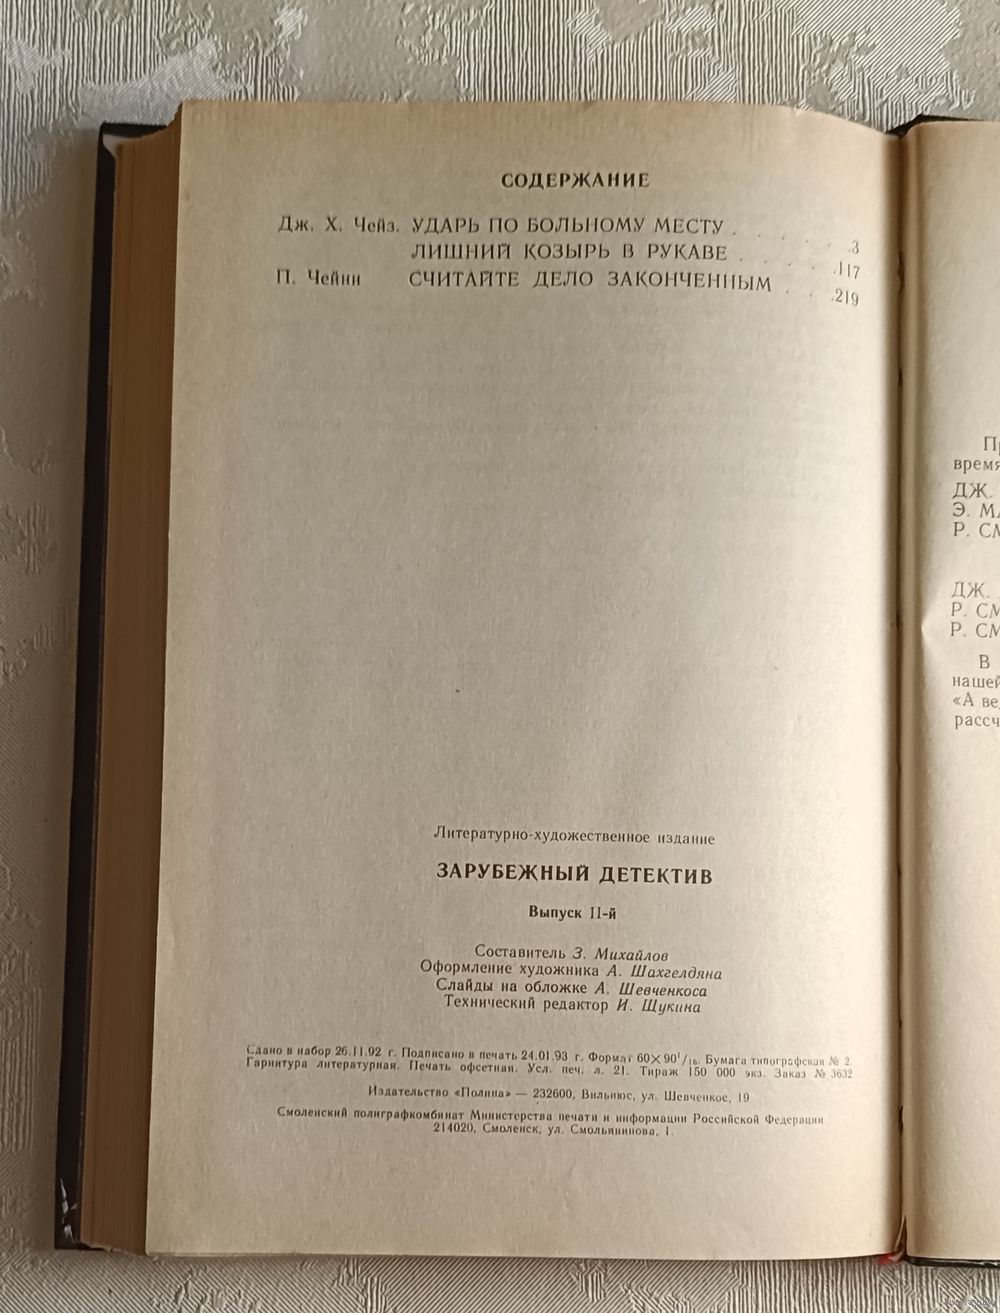 СОДЕРЖАНИЕ
Дж. Х. Чейз. УДАРЬ ПО БОЛЬНОМУ МЕСТУ . . . . . 3
ЛИШНИЙ КОЗЫРЬ В РУКАВЕ . . . . .117
П. Чейни СЧИТАЙТЕ ДЕЛО ЗАКОНЧЕННЫМ . . .219
Литературно-художественное издание
ЗАРУБЕЖНЫЙ ДЕТЕКТИВ
Выпуск II-й
Составитель З. Михайлов
Оформление художника А. Шахгелдяна
Слайды на обложке А. Шевченкоса
Технический редактор И. Щукина
Сдано в набор 26.11.92 г. Подписано в печать 24.01.93 г. Формат 60×90¹/₁₆. Бумага типографская № 2
Гарнитура литературная. Печать офсетная. Усл. печ. л. 21. Тираж 150 000 экз. Заказ № 3632
Издательство «Полина» — 232600, Вильнюс, ул. Шевченкос, 19
Смоленский полиграфкомбинат Министерства печати и информации Российской Федерации
214020, Смоленск, ул. Смольянинова, 1.
Пр
время
ДЖ.
Э. МА
Р. СМ
ДЖ.
Р. СМ
Р. СМ
В
нашей
«А ве
рассч